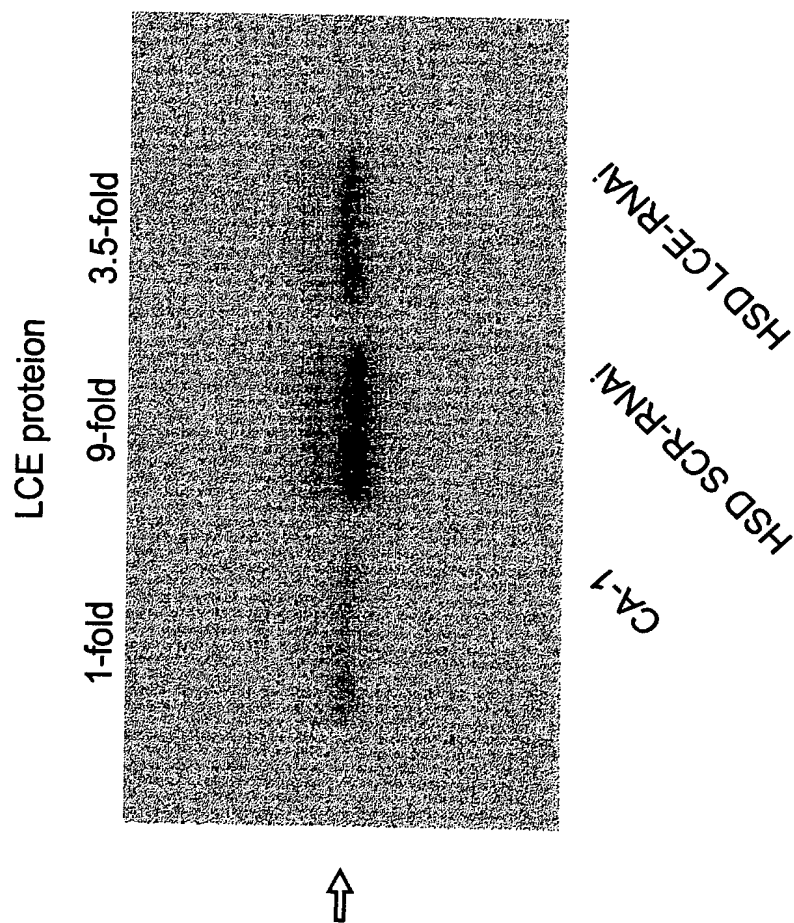 LCE proteion
1-fold
9-fold
3.5-fold
CA-1
HSD SCR-RNAi
HSD LCE-RNAi